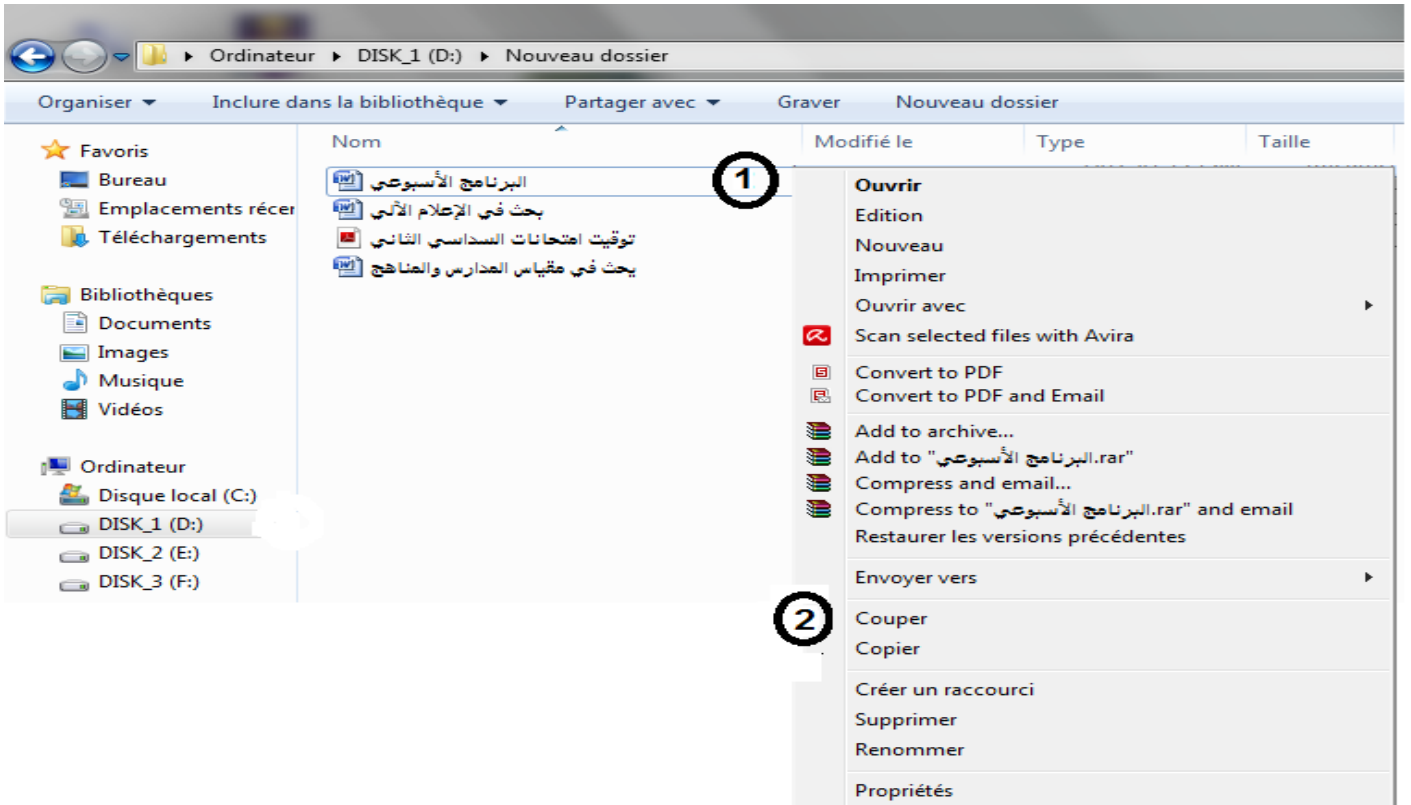 Ordinateur ▸ DISK_1 (D:) ▸ Nouveau dossier
Organiser Inclure dans la bibliothèque Partager avec Graver Nouveau dossier
Favoris
Bureau
Emplacements récer
Téléchargements
Bibliothèques
Documents
Images
Musique
Vidéos
Ordinateur
Disque local (C:)
DISK_1 (D:)
DISK_2 (E:)
DISK_3 (F:)
Nom Modifié le Type Taille
البرنامج الأسبوعي
بحث في الإعلام الآلي
توقيت امتحانات السداسي الثاني
يحث في مقياس المدارس والمناهج
1
Ouvrir
Edition
Nouveau
Imprimer
Ouvrir avec
Scan selected files with Avira
Convert to PDF
Convert to PDF and Email
Add to archive...
Add to "البرنامج الأسبوعي.rar"
Compress and email...
Compress to "البرنامج الأسبوعي.rar" and email
Restaurer les versions précédentes
Envoyer vers
2
Couper
Copier
Créer un raccourci
Supprimer
Renommer
Propriétés